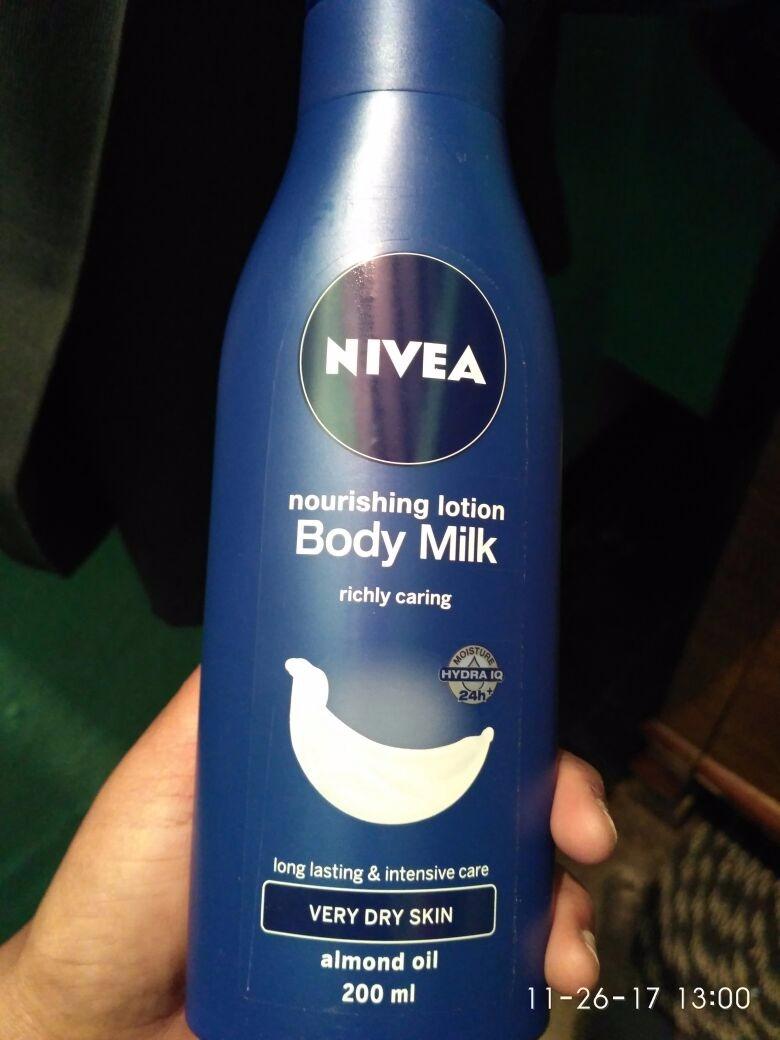 NIVEA
nourishing lotion
Body Milk
richly caring
MOISTURE
HYDRA IQ
24h+
long lasting & intensive care
VERY DRY SKIN
almond oil
200 ml
11-26-17 13:00